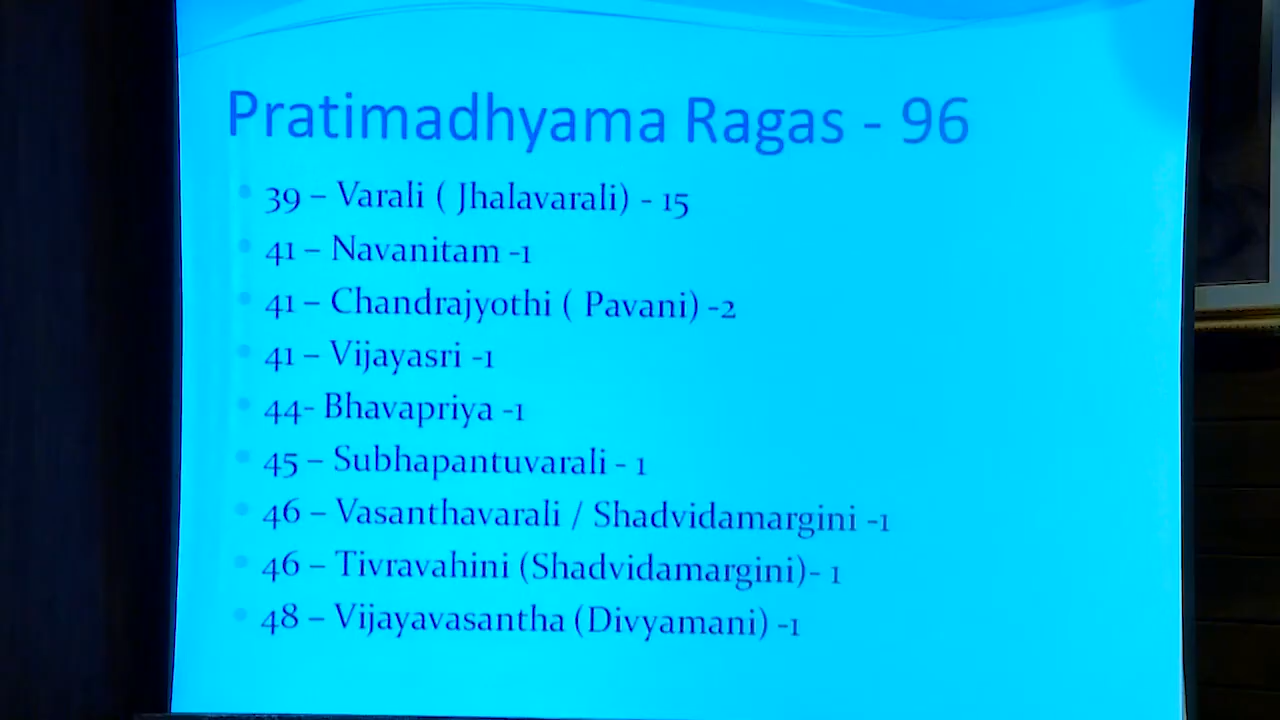 Pratimadhyama Ragas - 96
39 – Varali ( Jhalavarali) - 15
41 – Navanitam -1
41 – Chandrajyothi ( Pavani) -2
41 – Vijayasri -1
44- Bhavapriya -1
45 – Subhapantuvarali - 1
46 – Vasanthavarali / Shadvidamargini -1
46 – Tivravahini (Shadvidamargini)- 1
48 – Vijayavasantha (Divyamani) -1